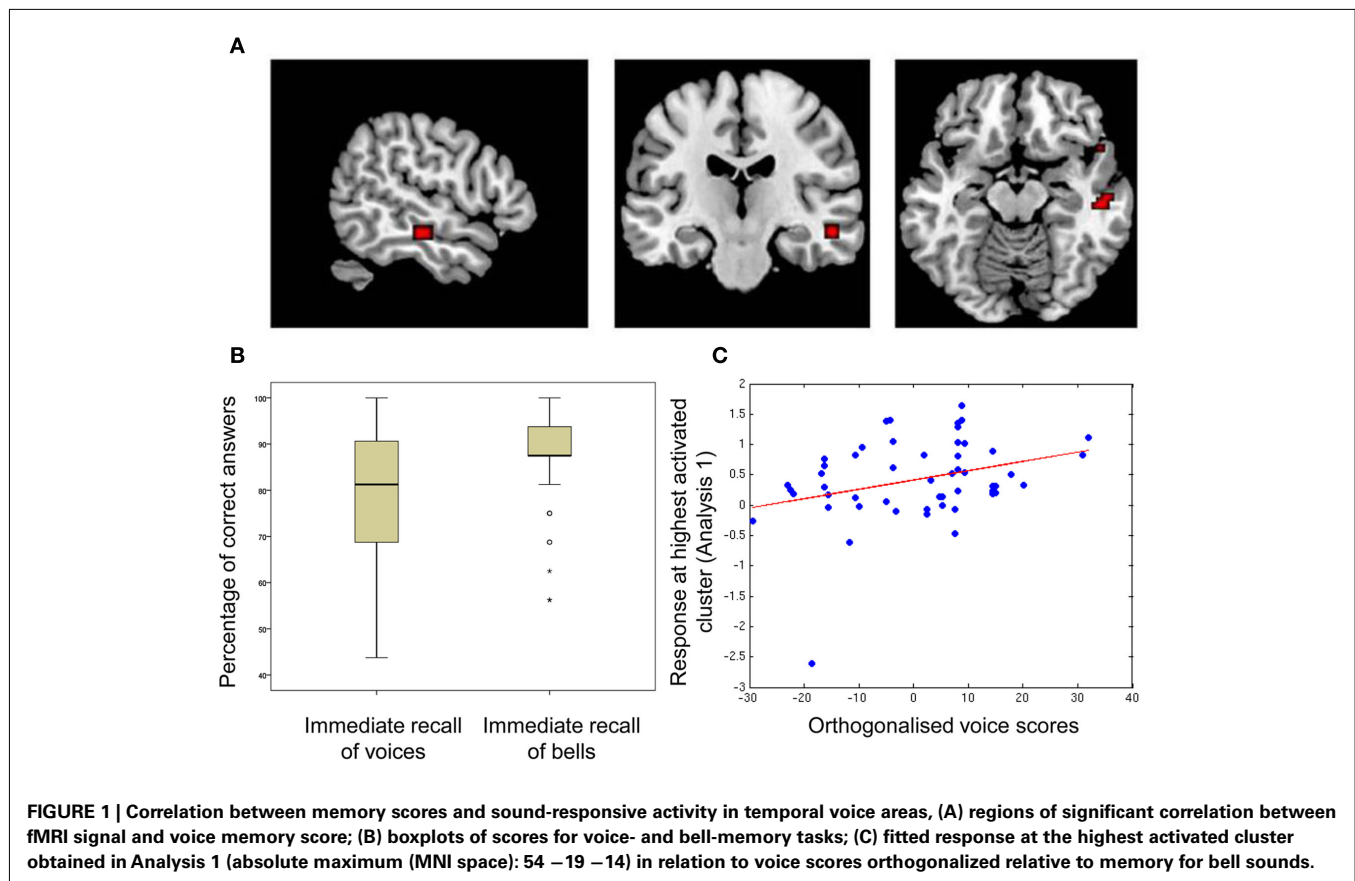 A
B
C
Percentage of correct answers
100
90
80
70
60
50
40
Immediate recall
of voices
Immediate recall
of bells
Response at highest activated
cluster (Analysis 1)
2
1.5
1
0.5
0
-0.5
-1
-1.5
-2
-2.5
-3
-30
-20
-10
0
10
20
30
40
Orthogonalised voice scores
FIGURE 1 | Correlation between memory scores and sound-responsive activity in temporal voice areas, (A) regions of significant correlation between
fMRI signal and voice memory score; (B) boxplots of scores for voice- and bell-memory tasks; (C) fitted response at the highest activated cluster
obtained in Analysis 1 (absolute maximum (MNI space): 54 −19 −14) in relation to voice scores orthogonalized relative to memory for bell sounds.